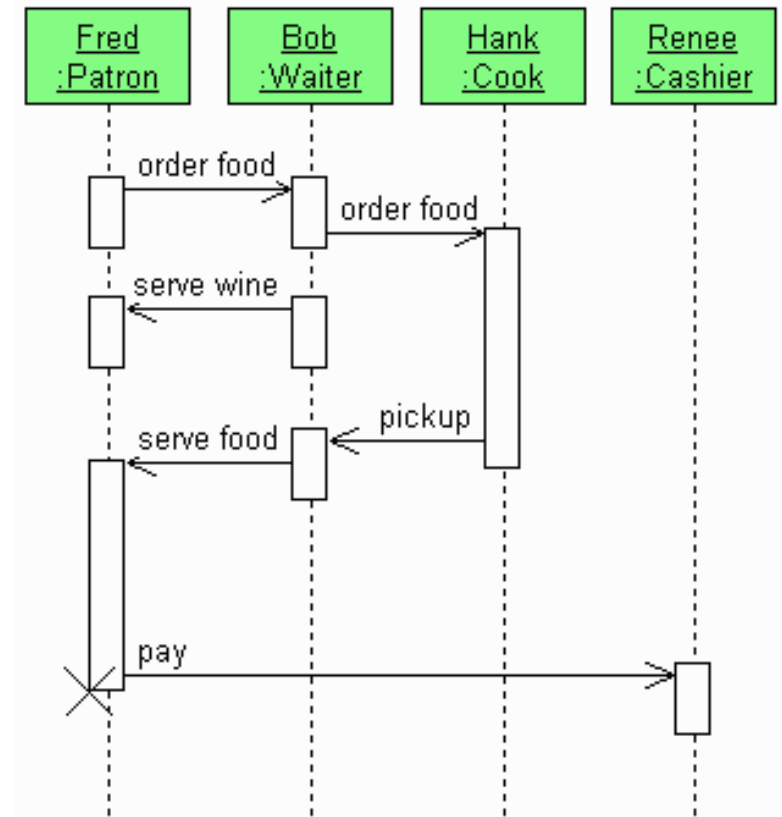 Fred
:Patron
Bob
:Waiter
Hank
:Cook
Renee
:Cashier
order food
order food
serve wine
pickup
serve food
pay